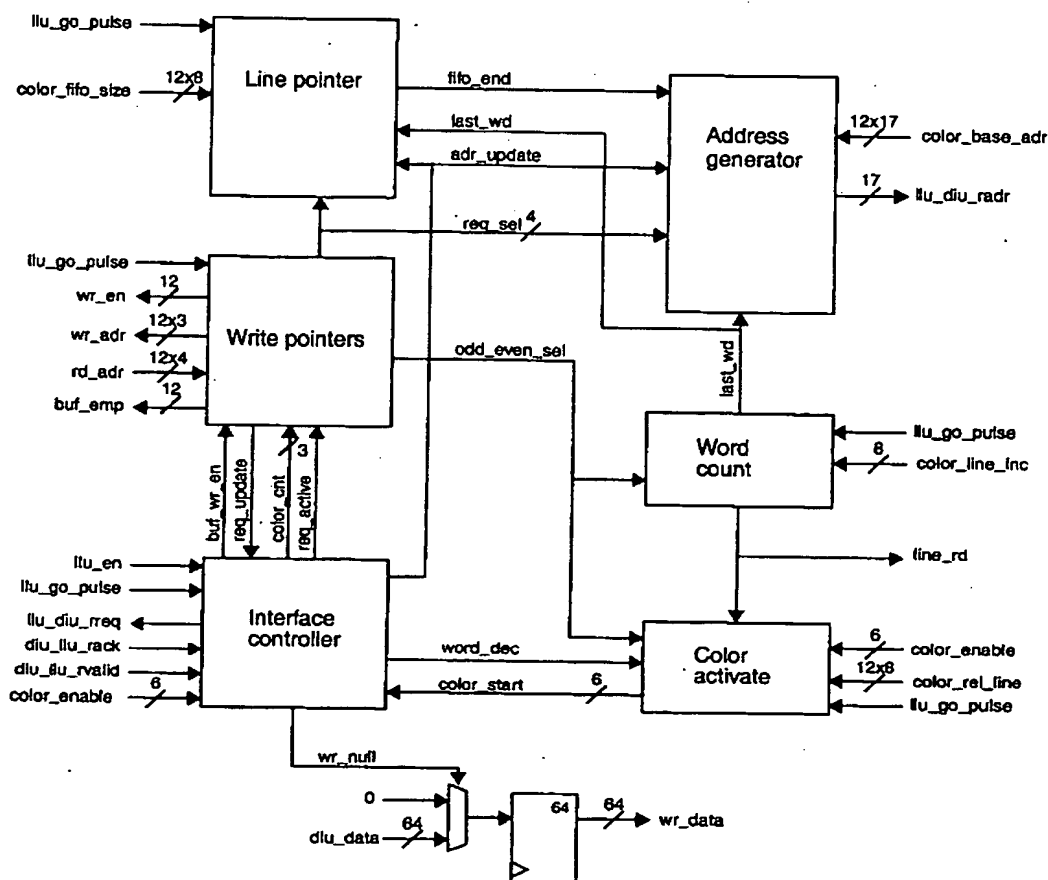 llu_go_pulse
color_fifo_size
12x8
Line pointer
fifo_end
last_wd
adr_update
req_sel
4
Address
generator
12x17
color_base_adr
17
llu_diu_radr
llu_go_pulse
wr_en
12
wr_adr
12x3
rd_adr
12x4
buf_emp
12
Write pointers
odd_even_sel
last_wd
Word
count
llu_go_pulse
8
color_line_inc
buf_wr_en
req_update
color_cnt
3
req_active
line_rd
llu_en
llu_go_pulse
llu_diu_rreq
diu_llu_rack
diu_llu_rvalid
color_enable
6
Interface
controller
word_dec
color_start
6
Color
activate
6
color_enable
12x8
color_rel_line
llu_go_pulse
wr_null
0
diu_data
64
64
64
wr_data